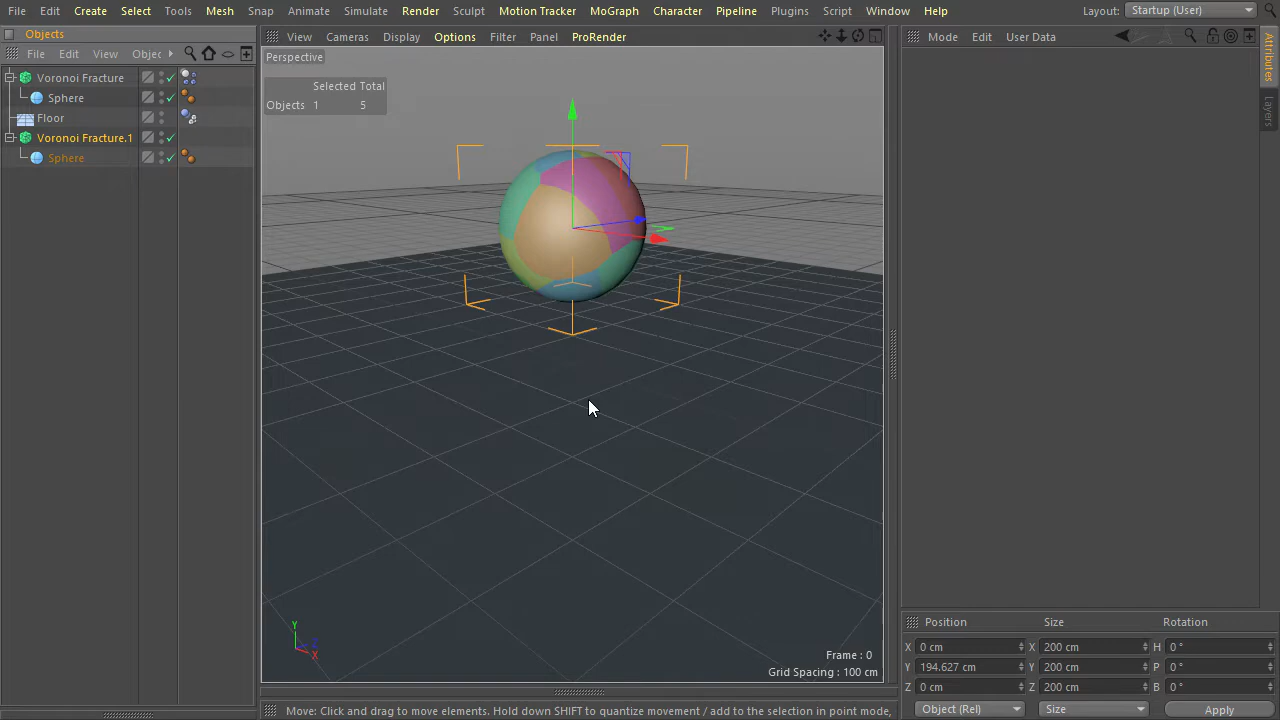 File Edit Create Select Tools Mesh Snap Animate Simulate Render Sculpt Motion Tracker MoGraph Character Pipeline Plugins Script Window Help Layout: Startup (User)
Objects
File Edit View Objec
Voronoi Fracture
Sphere
Floor
Voronoi Fracture.1
Sphere
View Cameras Display Options Filter Panel ProRender
Perspective
Selected Total
Objects 1 5
Y
Z
X
Frame : 0
Grid Spacing : 100 cm
Move: Click and drag to move elements. Hold down SHIFT to quantize movement / add to the selection in point mode,
Mode Edit User Data
Attributes
Layers
Position Size Rotation
X 0 cm X 200 cm H 0 °
Y 194.627 cm Y 200 cm P 0 °
Z 0 cm Z 200 cm B 0 °
Object (Rel) Size Apply